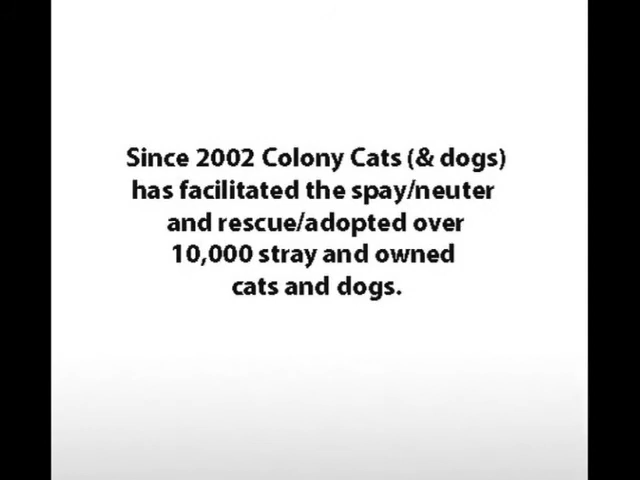 Since 2002 Colony Cats (& dogs)
has facilitated the spay/neuter
and rescue/adopted over
10,000 stray and owned
cats and dogs.